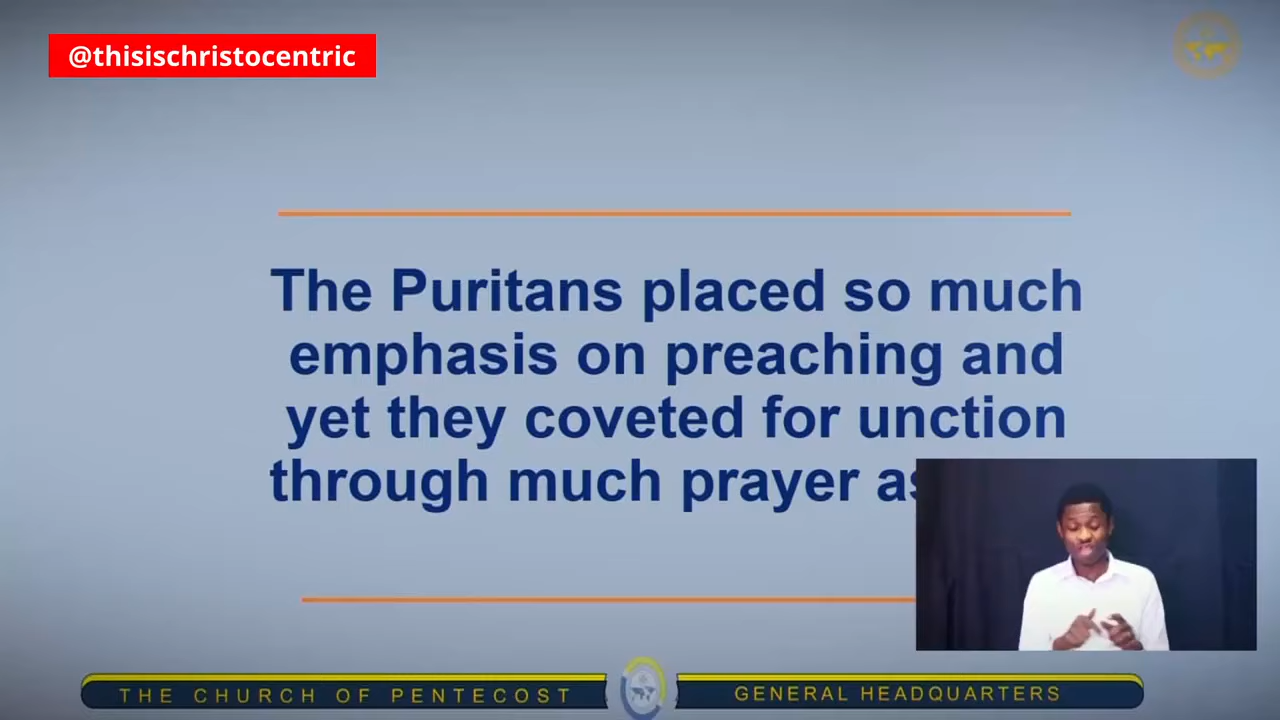 @thisischristocentric
The Puritans placed so much
emphasis on preaching and
yet they coveted for unction
through much prayer as
THE CHURCH OF PENTECOST
GENERAL HEADQUARTERS